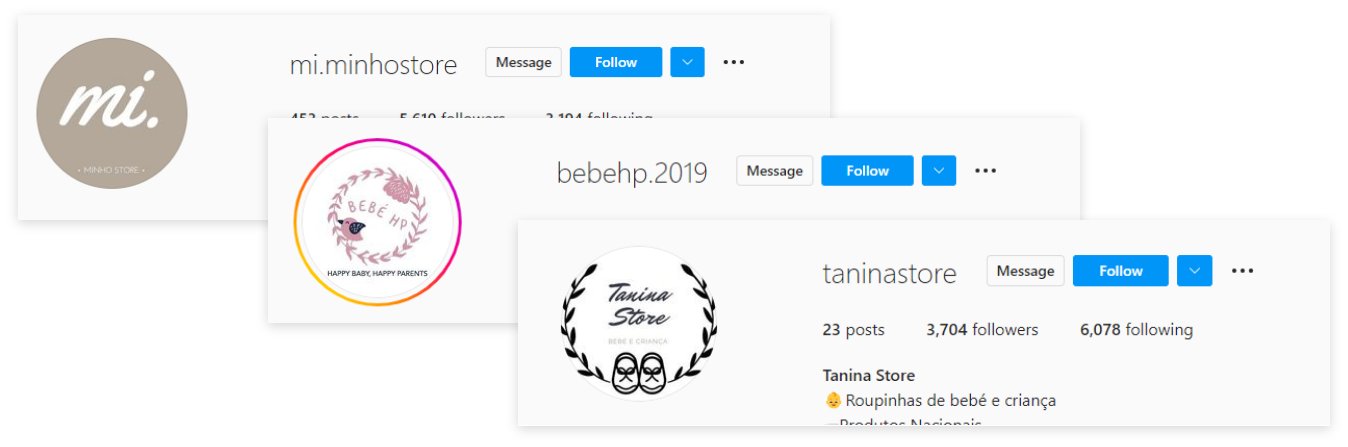 mi.
• MINHO STORE •
mi.minhostore Message Follow
453 posts 5,610 followers 3,194 following
BEBÉ HP
HAPPY BABY, HAPPY PARENTS
bebehp.2019 Message Follow
Tanina
Store
BEBÉ E CRIANÇA
taninastore Message Follow
23 posts 3,704 followers 6,078 following
Tanina Store
👶Roupinhas de bebé e criança
Produtos Nacionais